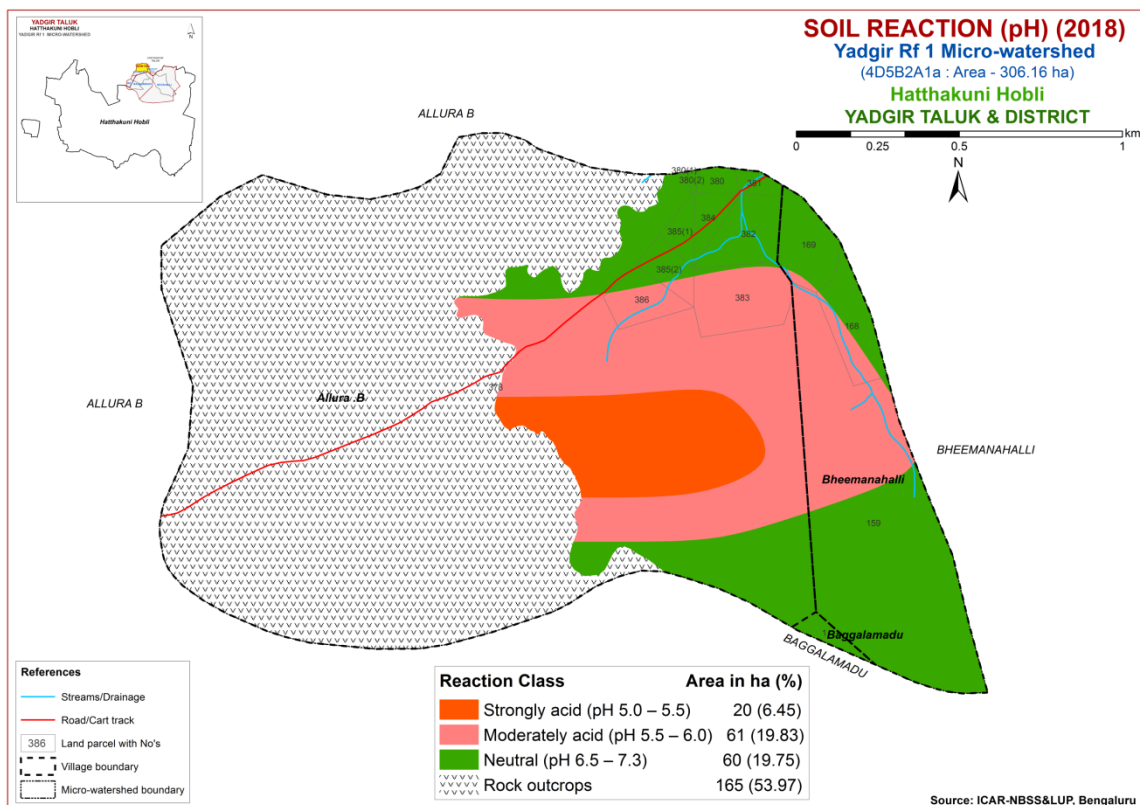 YADGIR TALUK
HATTHAKUNI HOBLI
YADGIR Rf 1 MICRO-WATERSHED
N
Hatthakuni Hobli
SOIL REACTION (pH) (2018)
Yadgir Rf 1 Micro-watershed
(4D5B2A1a : Area - 306.16 ha)
Hatthakuni Hobli
YADGIR TALUK & DISTRICT
km
0 0.25 0.5 1
N
ALLURA B
380(1)
380(2) 380
384
382
169
385(1)
385(2)
386
383
168
378
ALLURA B
Allura .B
BHEEMANAHALLI
Bheemanahalli
159
Baggalamadu
BAGGALAMADU
References
Streams/Drainage
Road/Cart track
386 Land parcel with No's
Village boundary
Micro-watershed boundary
Reaction Class Area in ha (%)
Strongly acid (pH 5.0 – 5.5) 20 (6.45)
Moderately acid (pH 5.5 – 6.0) 61 (19.83)
Neutral (pH 6.5 – 7.3) 60 (19.75)
Rock outcrops 165 (53.97)
Source: ICAR-NBSS&LUP, Bengaluru